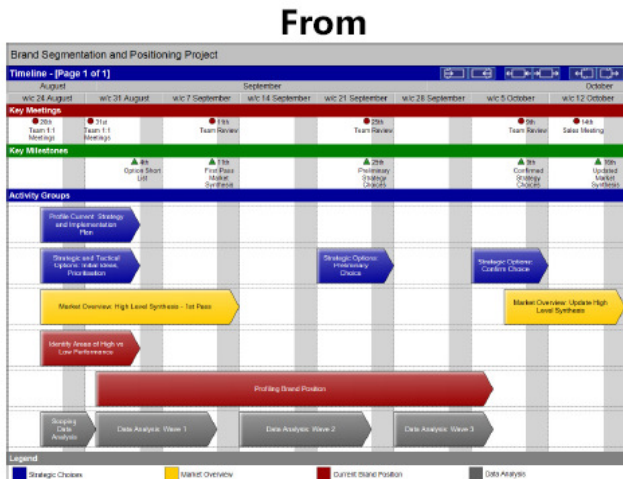 From
Brand Segmentation and Positioning Project
Timeline - [Page 1 of 1]
August September October
w/c 24 August w/c 31 August w/c 7 September w/c 14 September w/c 21 September w/c 28 September w/c 5 October w/c 12 October
Key Meetings
31st 11th 9th 14th
Team 1:1 Team 1:1 Team Review Team Review Team Review Sales Meeting
Meetings Meetings
Key Milestones
4th 11th 25th 9th 16th
Option Short First Pass Preliminary Confirmed Updated
List Market Strategy Strategy Market
Synthesis Choices Choices Synthesis
Activity Groups
Profile Current Strategy
and Implementation
Plan
Strategic and Tactical Strategic Options: Strategic Options:
Options: Initial Ideas, Preliminary Confirm Choice
Prioritisation Choice
Market Overview: High Level Synthesis - 1st Pass Market Overview: Update High
Level Synthesis
Identify Areas of High vs
Low Performance
Profiling Brand Position
Scoping
Data Data Analysis: Wave 1 Data Analysis: Wave 2 Data Analysis: Wave 3
Analysis
Legend
Strategic Choices Market Overview Current Brand Position Data Analysis